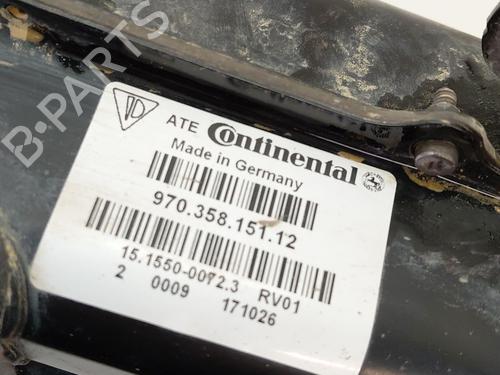 B-PARTS
ATE Continental
Made in Germany
970.358.151.12
15.1550-0072.3 RV01
2 0009 171026